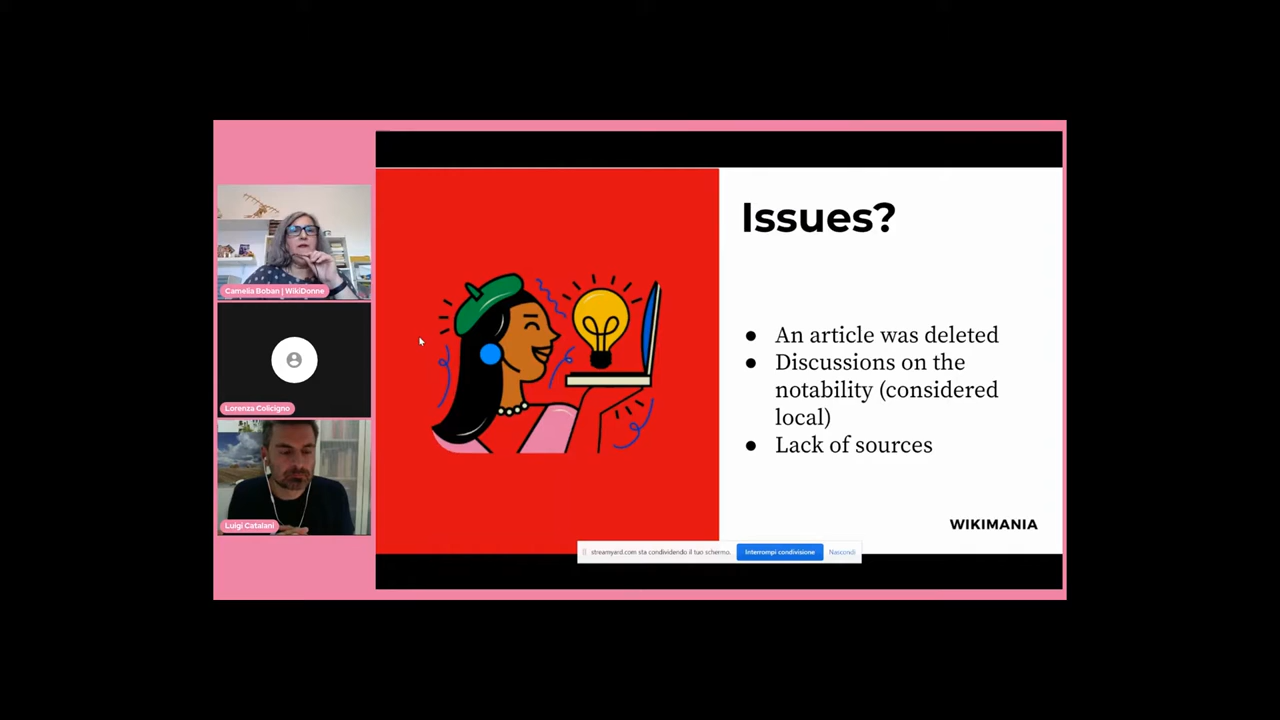 Camelia Boban | WikiDonne
Lorenza Colicigno
Luigi Catalani
Issues?
● An article was deleted
● Discussions on the
notability (considered
local)
● Lack of sources
WIKIMANIA
streamyard.com sta condividendo il tuo schermo.
Interrompi condivisione
Nascondi